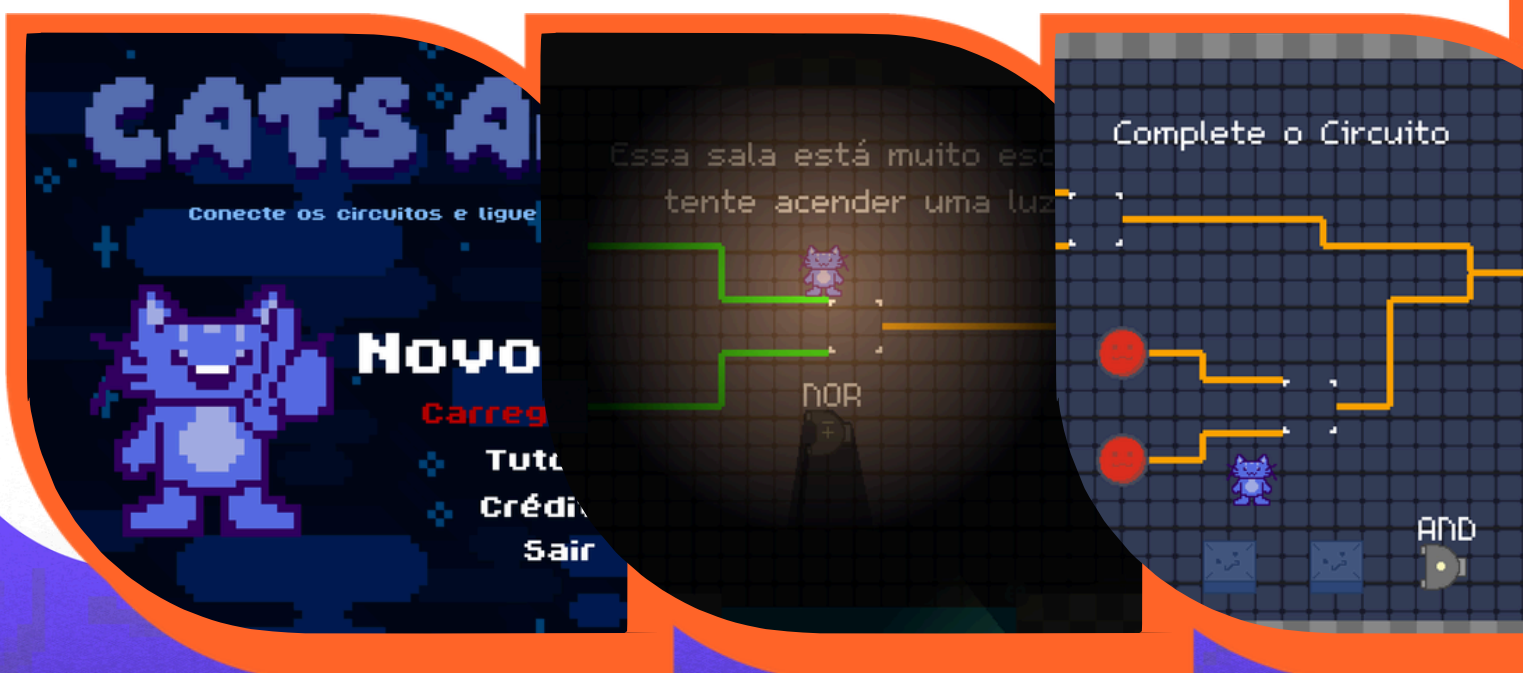 CATS A
Conecte os circuitos e ligue
Novo
Carreg
Tuto
Crédi
Sair
Essa sala está muito esc
tente acender uma luz
NOR
Complete o Circuito
AND